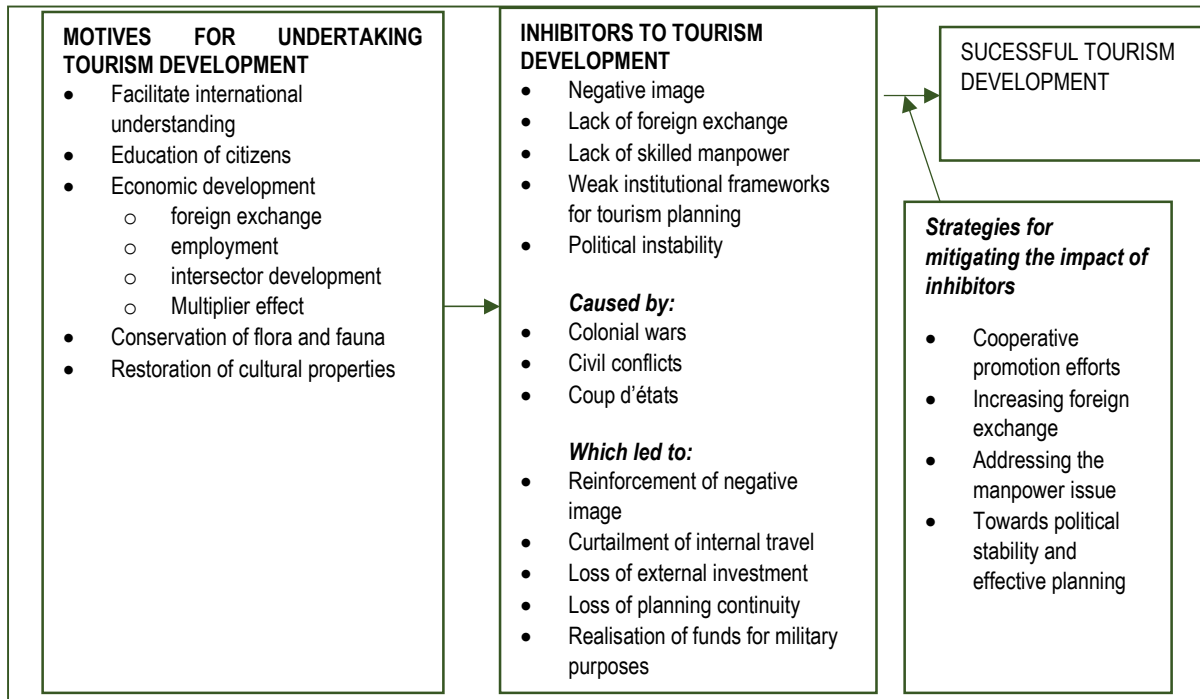 MOTIVES FOR UNDERTAKING
TOURISM DEVELOPMENT
• Facilitate international
understanding
• Education of citizens
• Economic development
o foreign exchange
o employment
o intersector development
o Multiplier effect
• Conservation of flora and fauna
• Restoration of cultural properties
INHIBITORS TO TOURISM
DEVELOPMENT
• Negative image
• Lack of foreign exchange
• Lack of skilled manpower
• Weak institutional frameworks
for tourism planning
• Political instability
Caused by:
• Colonial wars
• Civil conflicts
• Coup d’états
Which led to:
• Reinforcement of negative
image
• Curtailment of internal travel
• Loss of external investment
• Loss of planning continuity
• Realisation of funds for military
purposes
SUCESSFUL TOURISM
DEVELOPMENT
Strategies for
mitigating the impact of
inhibitors
• Cooperative
promotion efforts
• Increasing foreign
exchange
• Addressing the
manpower issue
• Towards political
stability and
effective planning